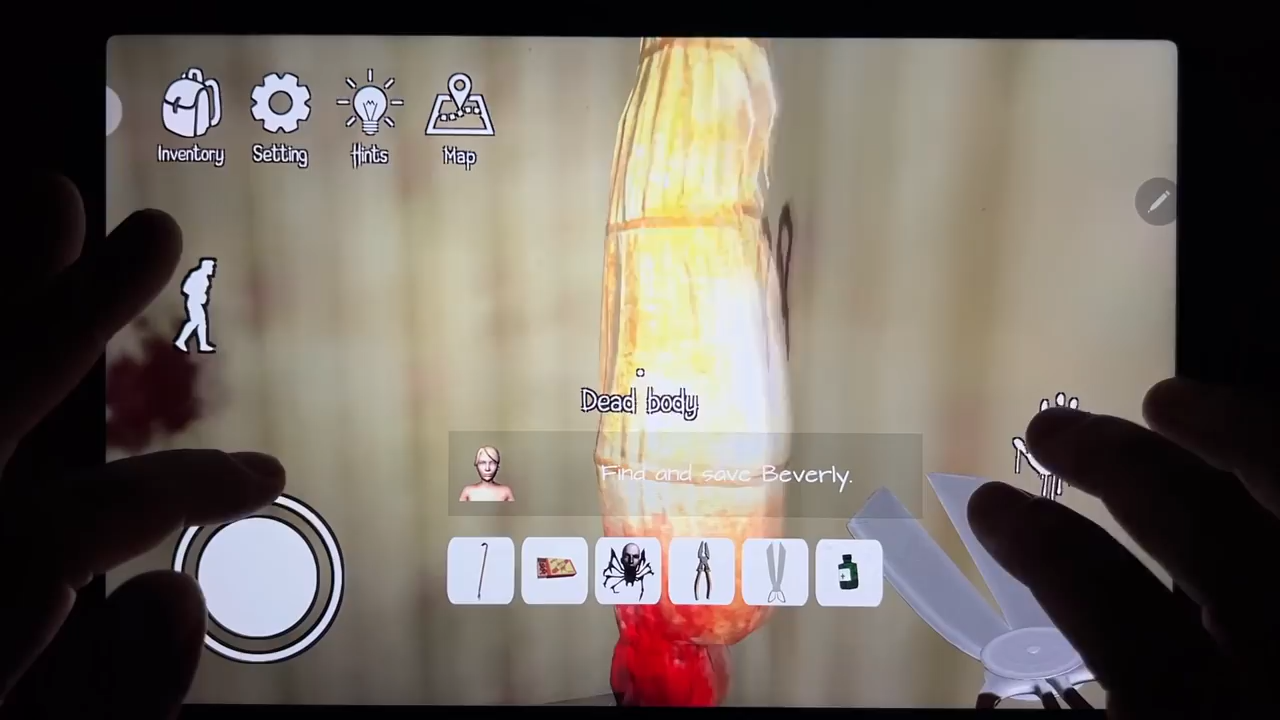 Inventory
Setting
Hints
Map
Dead body
Find and save Beverly.